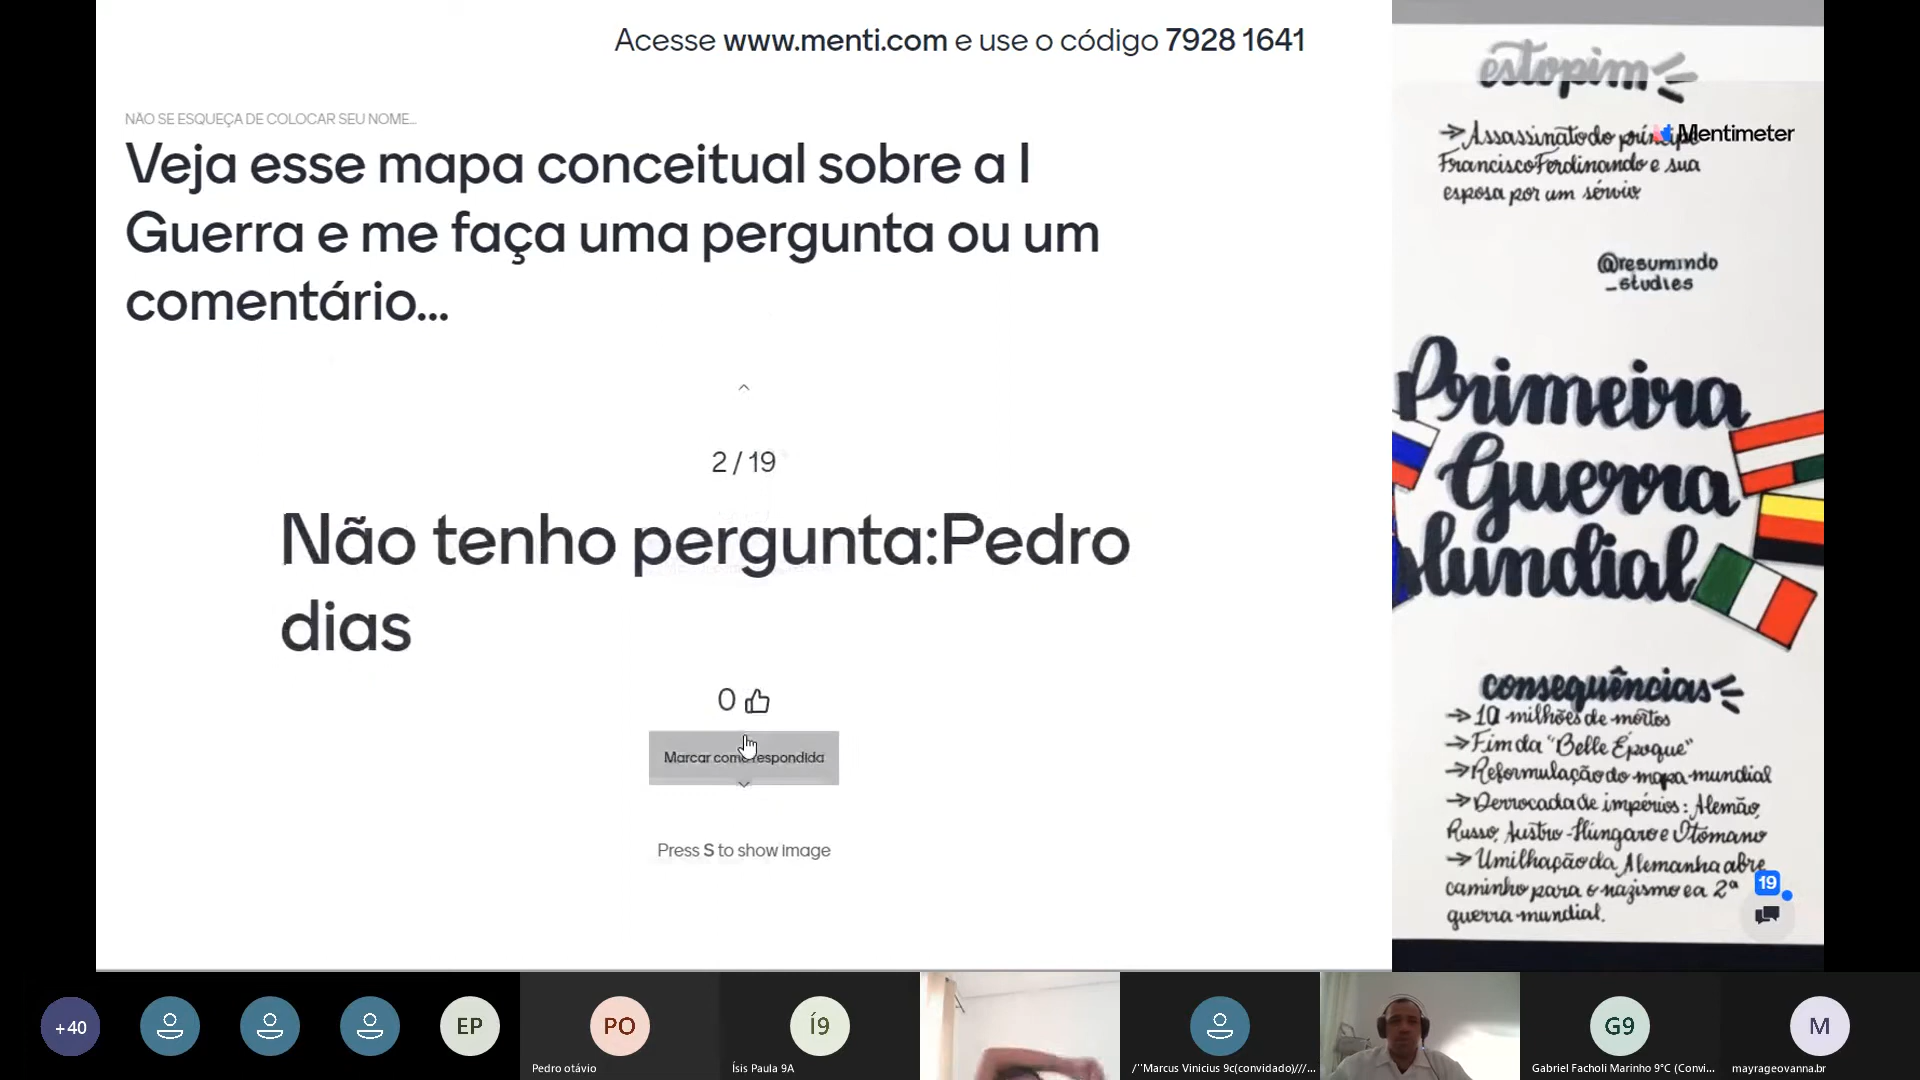 Acesse www.menti.com e use o código 7928 1641
NÃO SE ESQUEÇA DE COLOCAR SEU NOME...
Veja esse mapa conceitual sobre a I
Guerra e me faça uma pergunta ou um
comentário...
2 / 19
Não tenho pergunta:Pedro
dias
0
Marcar como respondida
Press S to show image
estopim
→Assassinato do príncipe
Francisco Ferdinando e sua
esposa por um sérvio.
Mentimeter
@resumindo
_studies
Primeira
Guerra
Mundial
consequências
→10 milhões de mortos
→Fim da "Belle Époque"
→Reformulação do mapa-mundial
→Derrocada de impérios: Alemão,
Russo, Austro-Húngaro e Otomano
→Umilhação da Alemanha abre
caminho para o nazismo e a 2ª
guerra mundial.
19
+40
EP
PO
Pedro otávio
Í9
Ísis Paula 9A
/''Marcus Vinicius 9c(convidado)///...
G9
Gabriel Facholi Marinho 9°C (Convi...
M
mayrageovanna.br